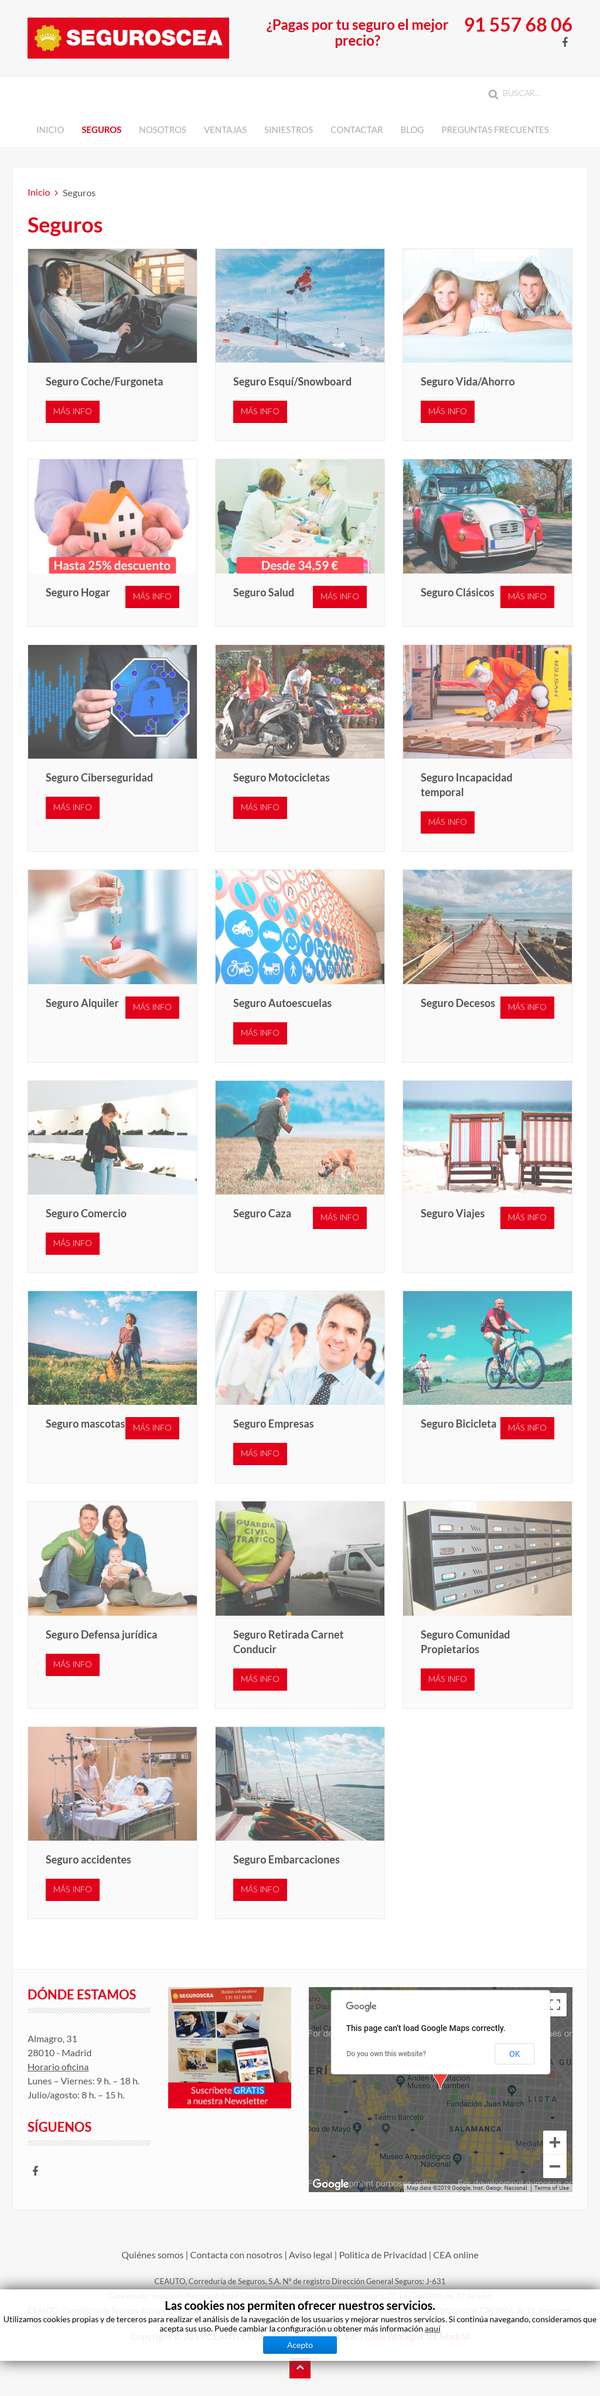 SEGUROSCEA
¿Pagas por tu seguro el mejor
precio?
91 557 68 06
BUSCAR...
INICIO SEGUROS NOSOTROS VENTAJAS SINIESTROS CONTACTAR BLOG PREGUNTAS FRECUENTES
Inicio > Seguros
Seguros
Seguro Coche/Furgoneta
MÁS INFO
Seguro Esquí/Snowboard
MÁS INFO
Seguro Vida/Ahorro
MÁS INFO
Hasta 25% descuento
Seguro Hogar
MÁS INFO
Desde 34,59 €
Seguro Salud
MÁS INFO
Seguro Clásicos
MÁS INFO
Seguro Ciberseguridad
MÁS INFO
Seguro Motocicletas
MÁS INFO
Seguro Incapacidad
temporal
MÁS INFO
Seguro Alquiler
MÁS INFO
Seguro Autoescuelas
MÁS INFO
Seguro Decesos
MÁS INFO
Seguro Comercio
MÁS INFO
Seguro Caza
MÁS INFO
Seguro Viajes
MÁS INFO
Seguro mascotas
MÁS INFO
Seguro Empresas
MÁS INFO
Seguro Bicicleta
MÁS INFO
Seguro Defensa jurídica
MÁS INFO
GUARDIA
CIVIL
TRAFICO
Seguro Retirada Carnet
Conducir
MÁS INFO
Seguro Comunidad
Propietarios
MÁS INFO
Seguro accidentes
MÁS INFO
Seguro Embarcaciones
MÁS INFO
DÓNDE ESTAMOS
Almagro, 31
28010 - Madrid
Horario oficina
Lunes – Viernes: 9 h. – 18 h.
Julio/agosto: 8 h. – 15 h.
SÍGUENOS
SEGUROSCEA
Suscríbete GRATIS
a nuestra Newsletter
Google
This page can't load Google Maps correctly.
Do you own this website?
OK
Fundación Juan March
LISTA
Teatro Barceló
SALAMANCA
Museo Arqueológico
Nacional
Google
Map data ©2019 Google, Inst. Geogr. Nacional Terms of Use
Quiénes somos | Contacta con nosotros | Aviso legal | Politica de Privacidad | CEA online
CEAUTO, Correduría de Seguros, S.A. Nº de registro Dirección General Seguros: J-631
Las cookies nos permiten ofrecer nuestros servicios.
Utilizamos cookies propias y de terceros para realizar el análisis de la navegación de los usuarios y mejorar nuestros servicios. Si continúa navegando, consideramos que
acepta sus uso. Puede cambiar la configuración u obtener más información aquí
Acepto